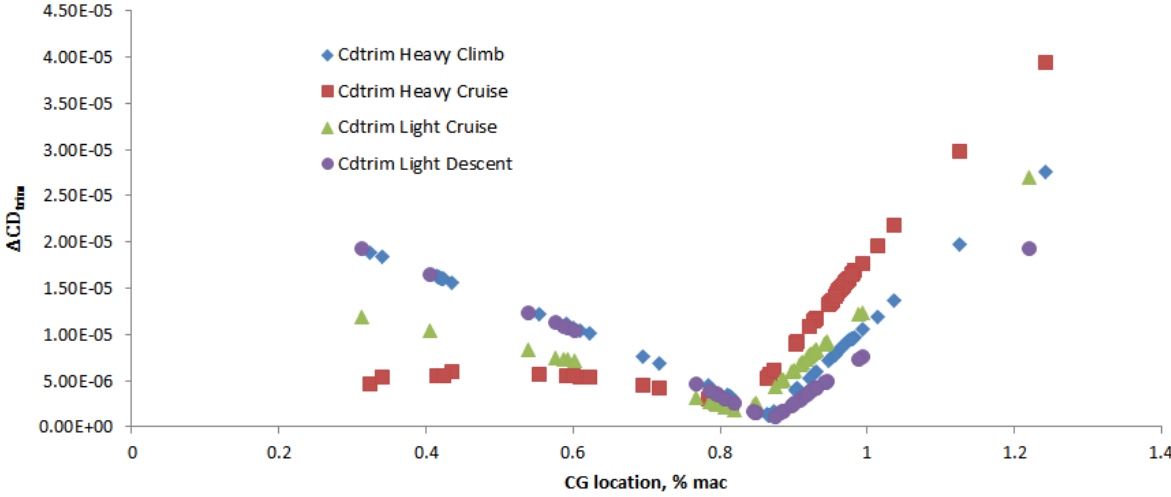 4.50E-05
4.00E-05
3.50E-05
3.00E-05
2.50E-05
2.00E-05
1.50E-05
1.00E-05
5.00E-06
0.00E+00
ΔCDtrim
Cdtrim Heavy Climb
Cdtrim Heavy Cruise
Cdtrim Light Cruise
Cdtrim Light Descent
0 0.2 0.4 0.6 0.8 1 1.2 1.4
CG location, % mac